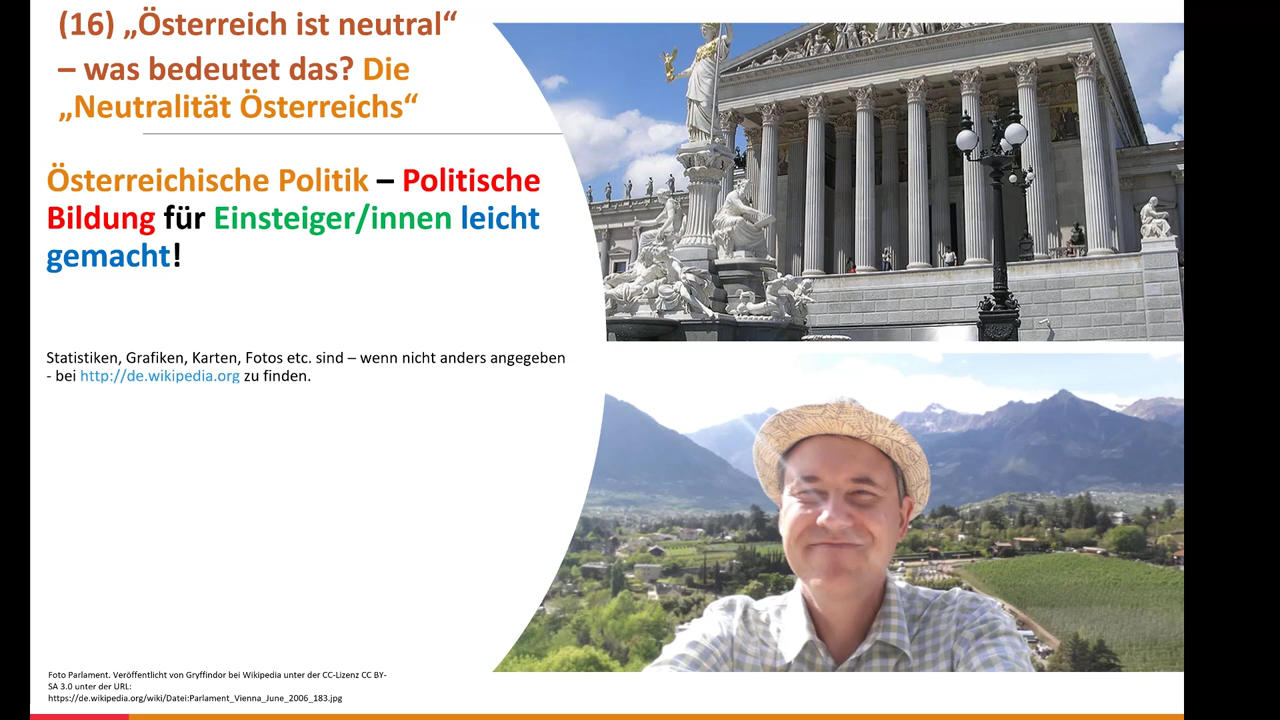 (16) „Österreich ist neutral“
– was bedeutet das? Die
„Neutralität Österreichs“
Österreichische Politik – Politische
Bildung für Einsteiger/innen leicht
gemacht!
Statistiken, Grafiken, Karten, Fotos etc. sind – wenn nicht anders angegeben
- bei http://de.wikipedia.org zu finden.
Foto Parlament. Veröffentlicht von Gryffindor bei Wikipedia unter der CC-Lizenz CC BY-
SA 3.0 unter der URL:
https://de.wikipedia.org/wiki/Datei:Parlament_Vienna_June_2006_183.jpg